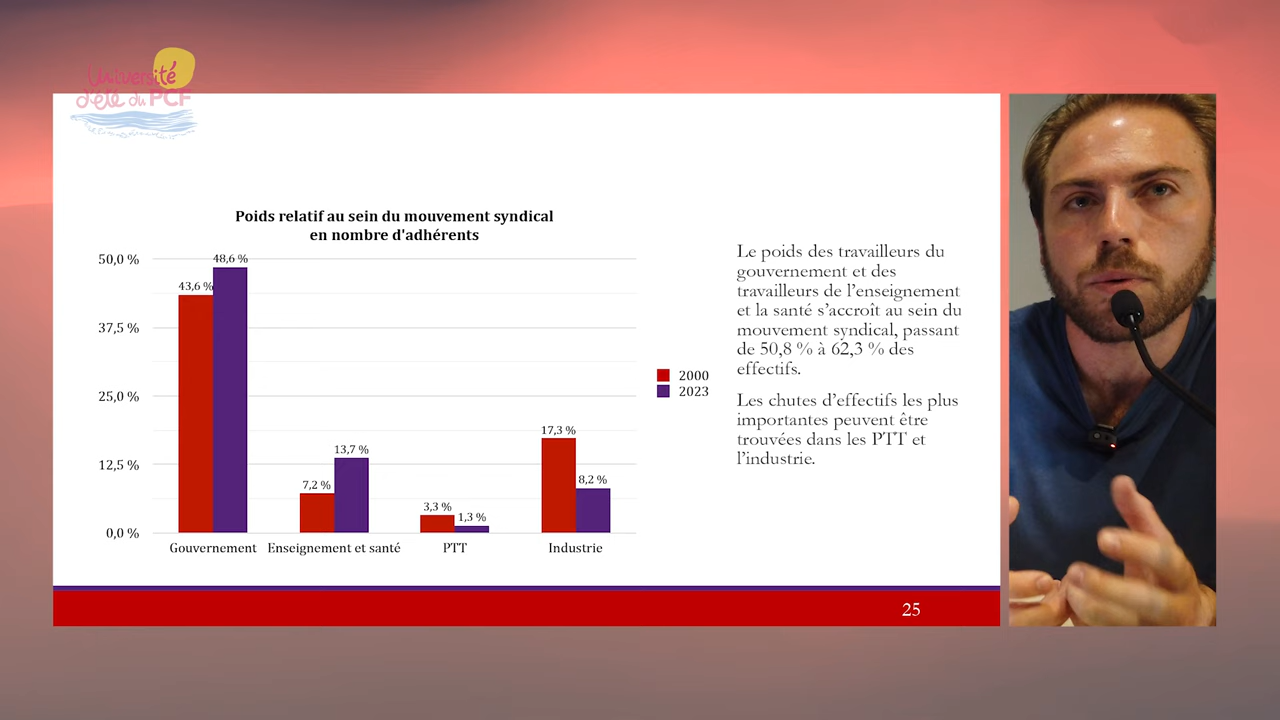 Université
d'été du PCF
Poids relatif au sein du mouvement syndical
en nombre d'adhérents
50,0 %
37,5 %
25,0 %
12,5 %
0,0 %
43,6 %
48,6 %
7,2 %
13,7 %
3,3 %
1,3 %
17,3 %
8,2 %
Gouvernement
Enseignement et santé
PTT
Industrie
2000
2023
Le poids des travailleurs du
gouvernement et des
travailleurs de l’enseignement
et la santé s’accroît au sein du
mouvement syndical, passant
de 50,8 % à 62,3 % des
effectifs.
Les chutes d’effectifs les plus
importantes peuvent être
trouvées dans les PTT et
l’industrie.
25